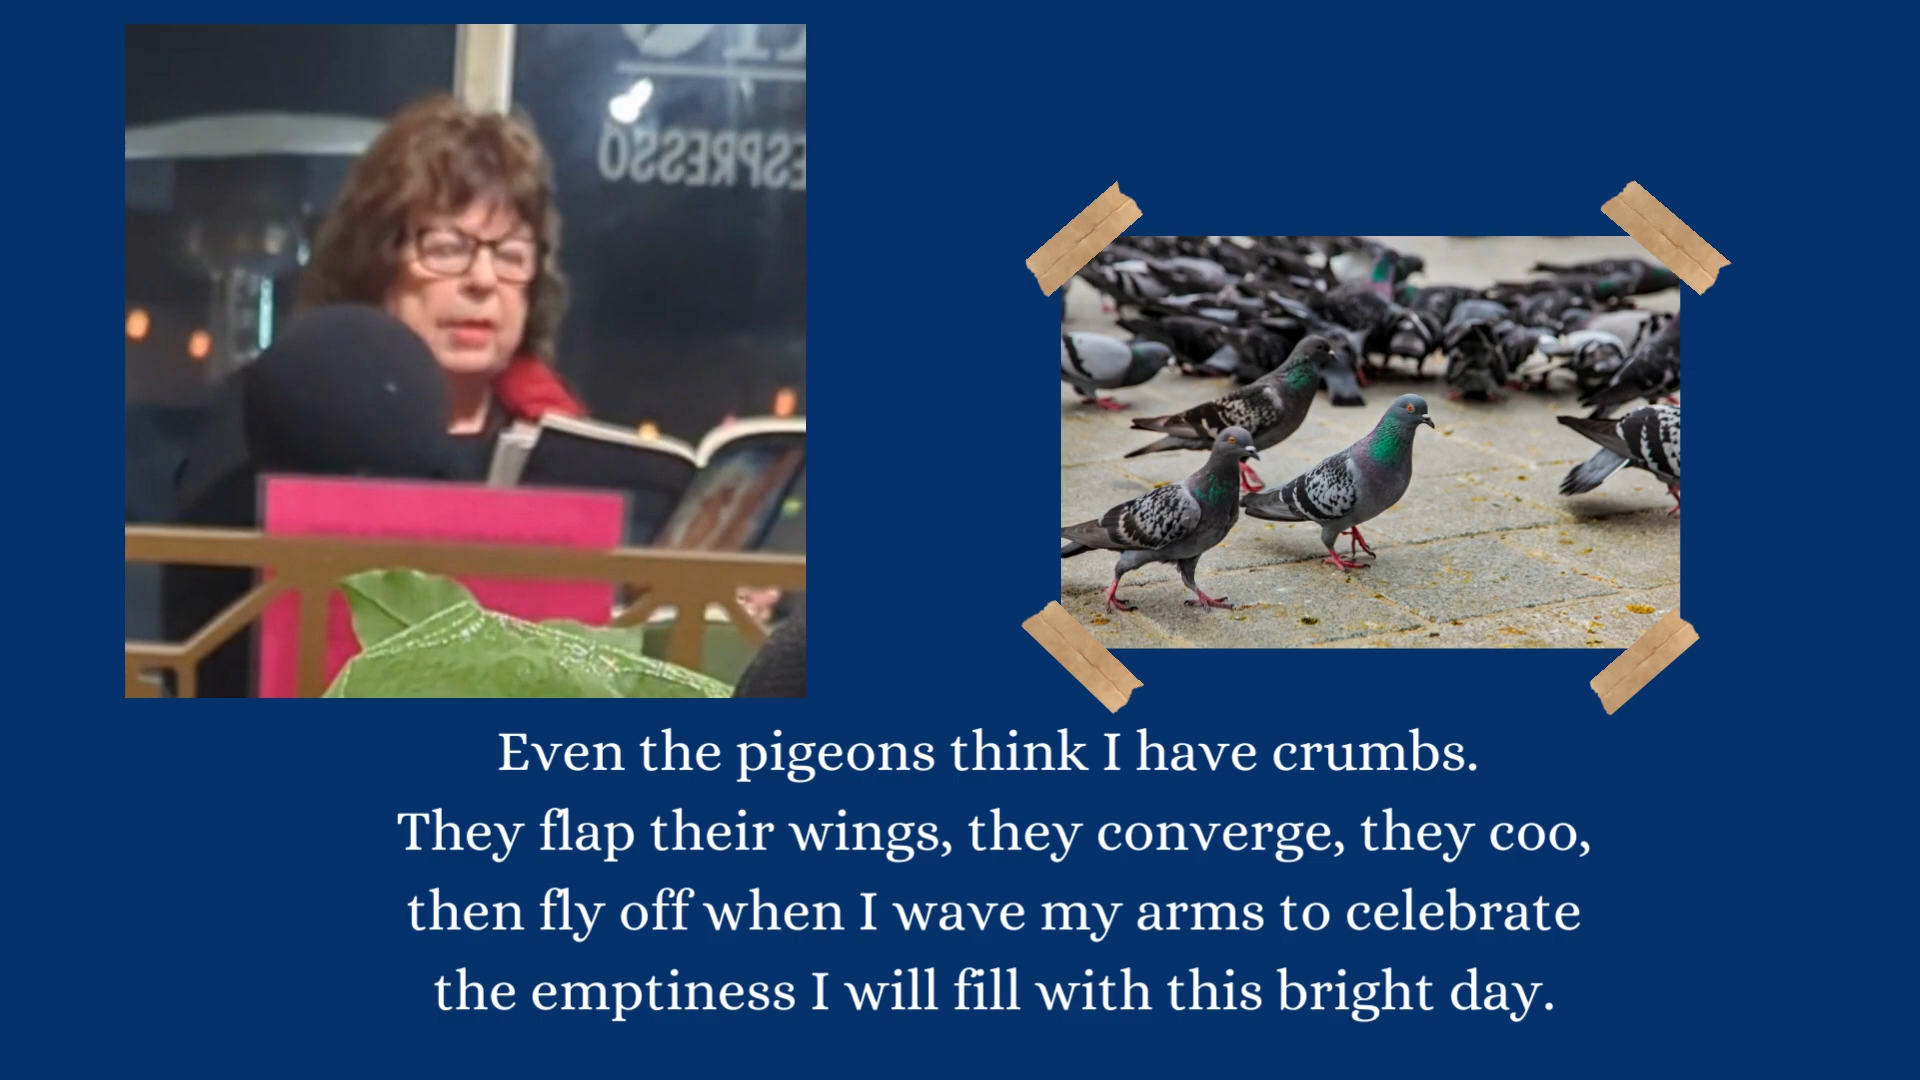 ESPRESSO
Even the pigeons think I have crumbs.
They flap their wings, they converge, they coo,
then fly off when I wave my arms to celebrate
the emptiness I will fill with this bright day.